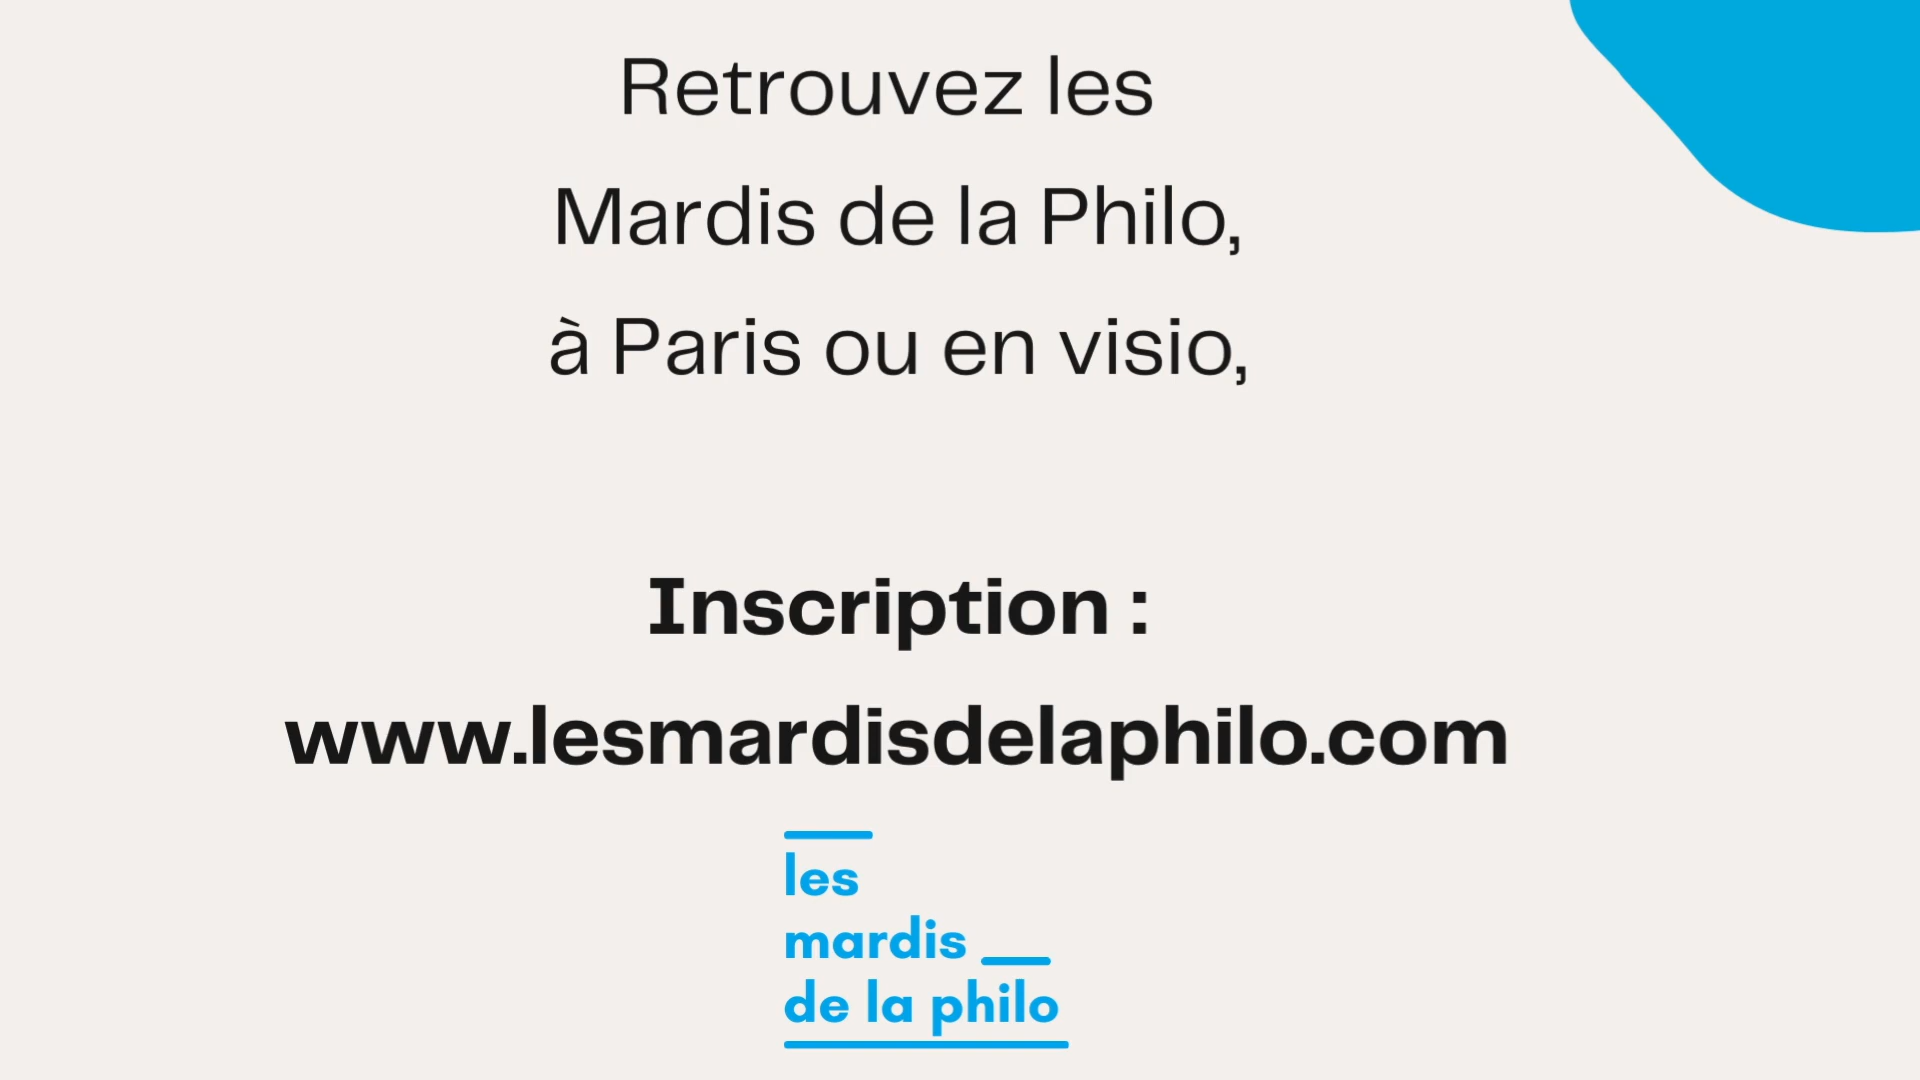 Retrouvez les
Mardis de la Philo,
à Paris ou en visio,
Inscription :
www.lesmardisdelaphilo.com
les
mardis
de la philo